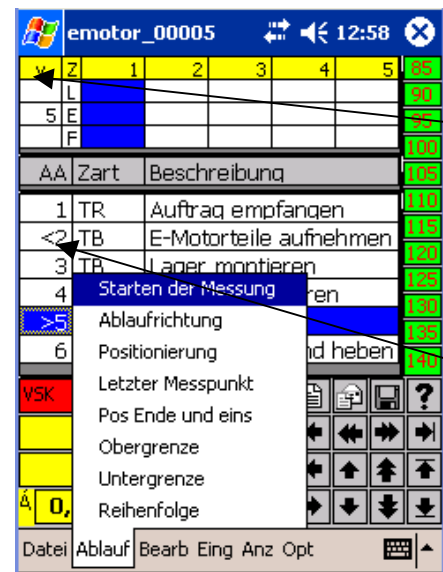 emotor_00005 12:58
v Z 1 2 3 4 5 85
L 90
5 E 95
F 100
AA Zart Beschreibung 105
1 TR Auftrag empfangen 110
<2 TB E-Motorteile aufnehmen 115
3 TB Lager montieren 120
4 ren 125
>5 130
135
6 nd heben 140
Starten der Messung
Ablaufrichtung
Positionierung
Letzter Messpunkt
Pos Ende und eins
Obergrenze
Untergrenze
Reihenfolge
VSK ?
Á 0,
Datei Ablauf Bearb Eing Anz Opt